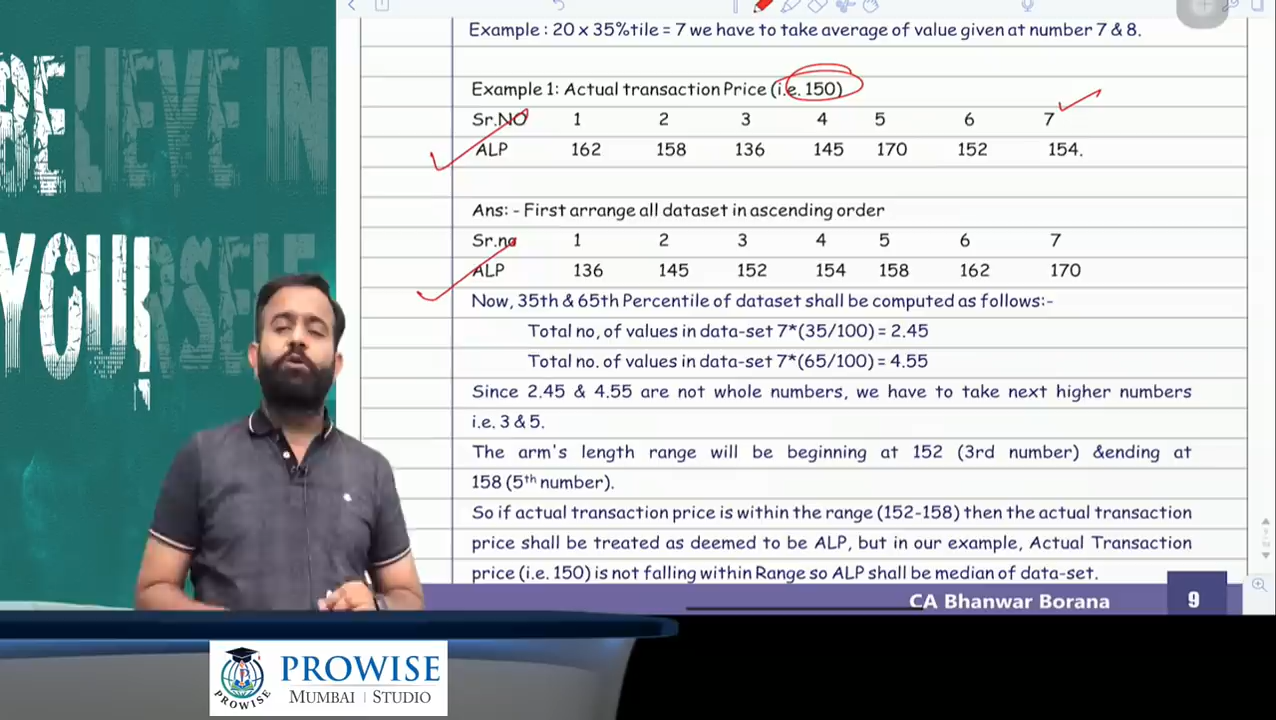 BELIEVE IN
YOURSELF
Example : 20 x 35%tile = 7 we have to take average of value given at number 7 & 8.
Example 1: Actual transaction Price (i.e. 150)
Sr.NO 1 2 3 4 5 6 7
ALP 162 158 136 145 170 152 154.
Ans: - First arrange all dataset in ascending order
Sr.no 1 2 3 4 5 6 7
ALP 136 145 152 154 158 162 170
Now, 35th & 65th Percentile of dataset shall be computed as follows:-
Total no, of values in data-set 7*(35/100) = 2.45
Total no. of values in data-set 7*(65/100) = 4.55
Since 2.45 & 4.55 are not whole numbers, we have to take next higher numbers
i.e. 3 & 5.
The arm's length range will be beginning at 152 (3rd number) &ending at
158 (5th number).
So if actual transaction price is within the range (152-158) then the actual transaction
price shall be treated as deemed to be ALP, but in our example, Actual Transaction
price (i.e. 150) is not falling within Range so ALP shall be median of data-set.
CA Bhanwar Borana 9
PROWISE
PROWISE
MUMBAI | STUDIO